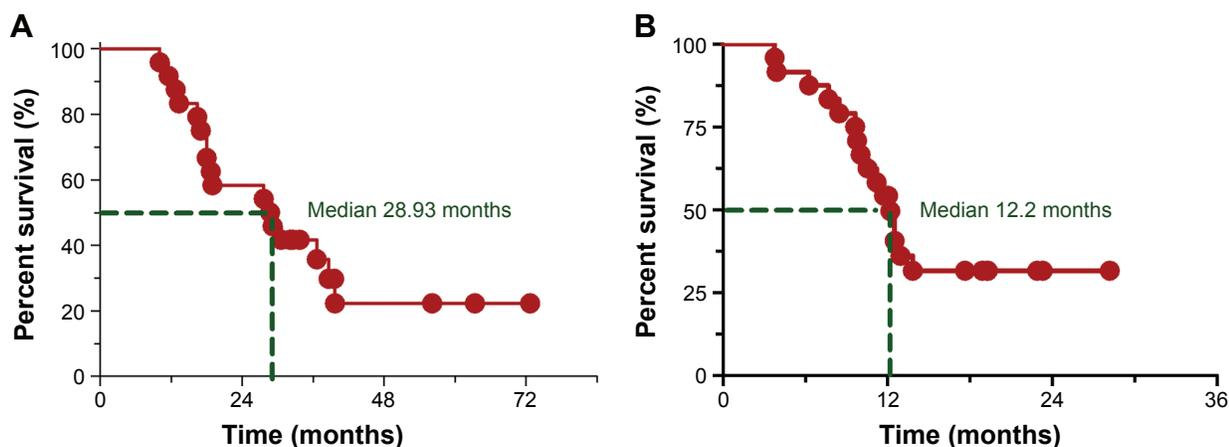 A
B
Percent survival (%)
100
80
60
40
20
0
Median 28.93 months
0 24 48 72
Time (months)
Percent survival (%)
100
75
50
25
0
Median 12.2 months
0 12 24 36
Time (months)